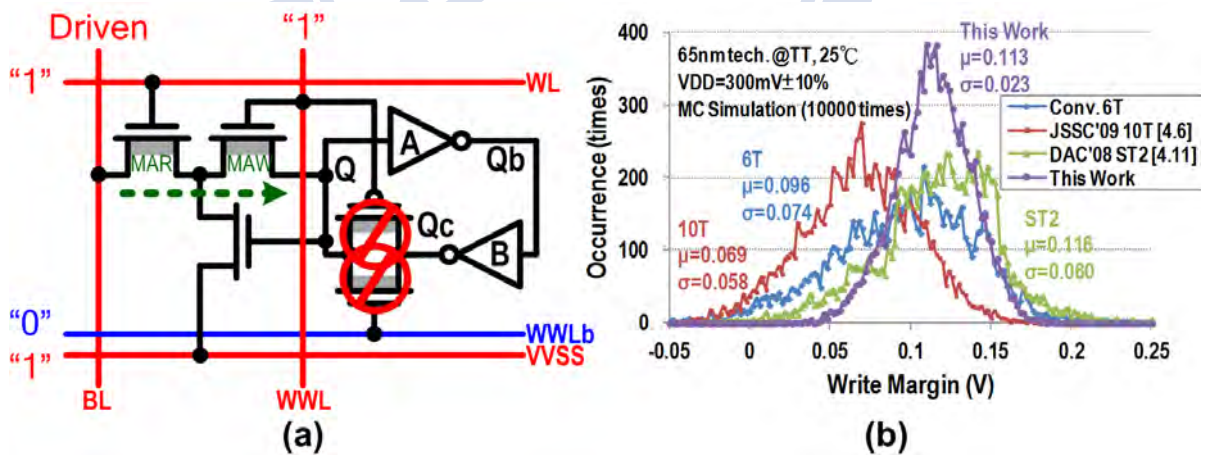 Driven
“1”
“1”
WL
MAR
MAW
A
Q
Qb
Qc
B
“0”
WWLb
“1”
VVSS
BL
WWL
(a)
400
300
200
100
0
Occurrence (times)
65nm tech. @TT, 25℃
VDD=300mV±10%
MC Simulation (10000 times)
This Work
μ=0.113
σ=0.023
Conv. 6T
JSSC'09 10T [4.6]
DAC'08 ST2 [4.11]
This Work
6T
μ=0.096
σ=0.074
10T
μ=0.069
σ=0.058
ST2
μ=0.116
σ=0.060
-0.05 0 0.05 0.1 0.15 0.2 0.25
Write Margin (V)
(b)